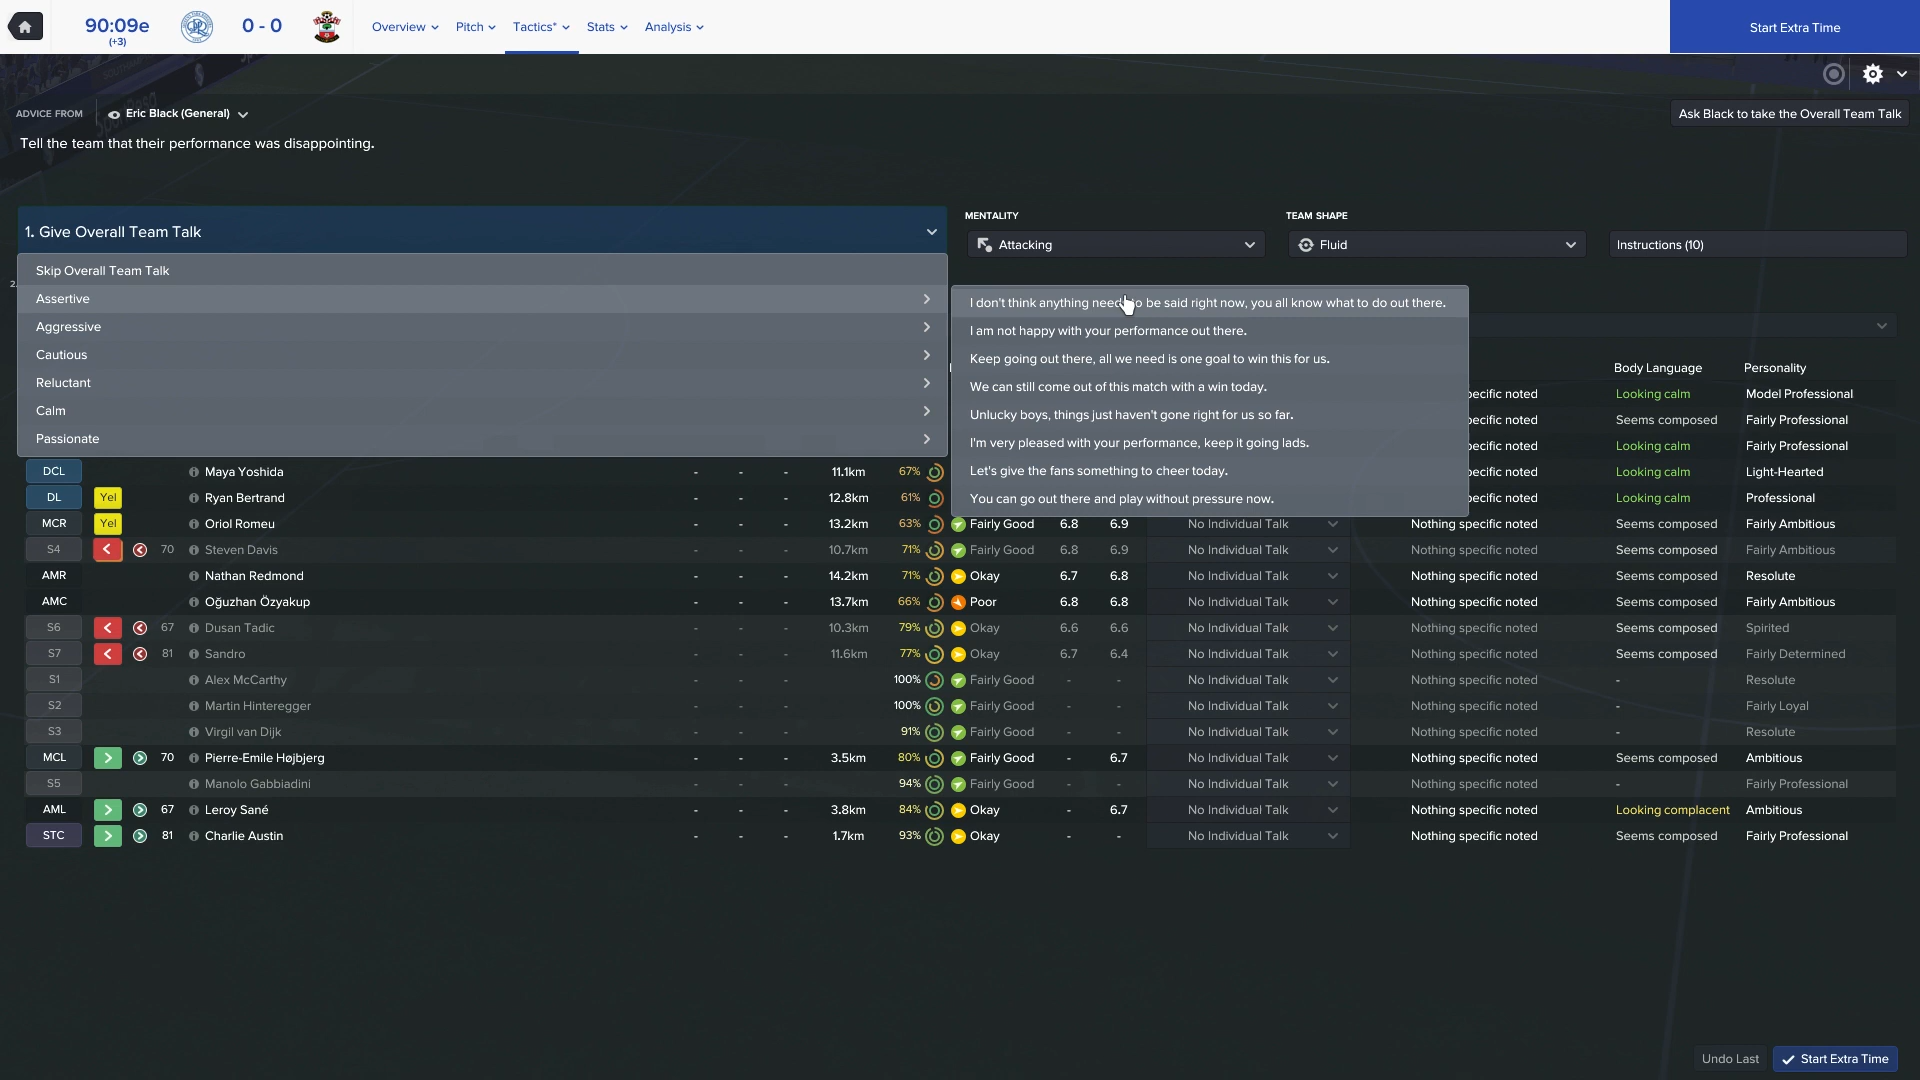 90:09e
(+3)
0 - 0
Overview
Pitch
Tactics*
Stats
Analysis
Start Extra Time
ADVICE FROM
Eric Black (General)
Ask Black to take the Overall Team Talk
Tell the team that their performance was disappointing.
1. Give Overall Team Talk
MENTALITY
Attacking
TEAM SHAPE
Fluid
Instructions (10)
Skip Overall Team Talk
Assertive
Aggressive
Cautious
Reluctant
Calm
Passionate
I don't think anything need to be said right now, you all know what to do out there.
I am not happy with your performance out there.
Keep going out there, all we need is one goal to win this for us.
We can still come out of this match with a win today.
Unlucky boys, things just haven't gone right for us so far.
I'm very pleased with your performance, keep it going lads.
Let's give the fans something to cheer today.
You can go out there and play without pressure now.
Body Language Personality
pecific noted Looking calm Model Professional
pecific noted Seems composed Fairly Professional
pecific noted Looking calm Fairly Professional
DCL Maya Yoshida - - - 11.1km 67% pecific noted Looking calm Light-Hearted
DL Yel Ryan Bertrand - - - 12.8km 61% pecific noted Looking calm Professional
MCR Yel Oriol Romeu - - - 13.2km 63% Fairly Good 6.8 6.9 No Individual Talk Nothing specific noted Seems composed Fairly Ambitious
S4 70 Steven Davis - - - 10.7km 71% Fairly Good 6.8 6.9 No Individual Talk Nothing specific noted Seems composed Fairly Ambitious
AMR Nathan Redmond - - - 14.2km 71% Okay 6.7 6.8 No Individual Talk Nothing specific noted Seems composed Resolute
AMC Oğuzhan Özyakup - - - 13.7km 66% Poor 6.8 6.8 No Individual Talk Nothing specific noted Seems composed Fairly Ambitious
S6 67 Dusan Tadic - - - 10.3km 79% Okay 6.6 6.6 No Individual Talk Nothing specific noted Seems composed Spirited
S7 81 Sandro - - - 11.6km 77% Okay 6.7 6.4 No Individual Talk Nothing specific noted Seems composed Fairly Determined
S1 Alex McCarthy 100% Fairly Good - - No Individual Talk Nothing specific noted - Resolute
S2 Martin Hinteregger 100% Fairly Good - - No Individual Talk Nothing specific noted - Fairly Loyal
S3 Virgil van Dijk 91% Fairly Good - - No Individual Talk Nothing specific noted - Resolute
MCL 70 Pierre-Emile Højbjerg - - - 3.5km 80% Fairly Good - 6.7 No Individual Talk Nothing specific noted Seems composed Ambitious
S5 Manolo Gabbiadini 94% Fairly Good - - No Individual Talk Nothing specific noted - Fairly Professional
AML 67 Leroy Sané - - - 3.8km 84% Okay - 6.7 No Individual Talk Nothing specific noted Looking complacent Ambitious
STC 81 Charlie Austin - - - 1.7km 93% Okay - - No Individual Talk Nothing specific noted Seems composed Fairly Professional
Undo Last
Start Extra Time